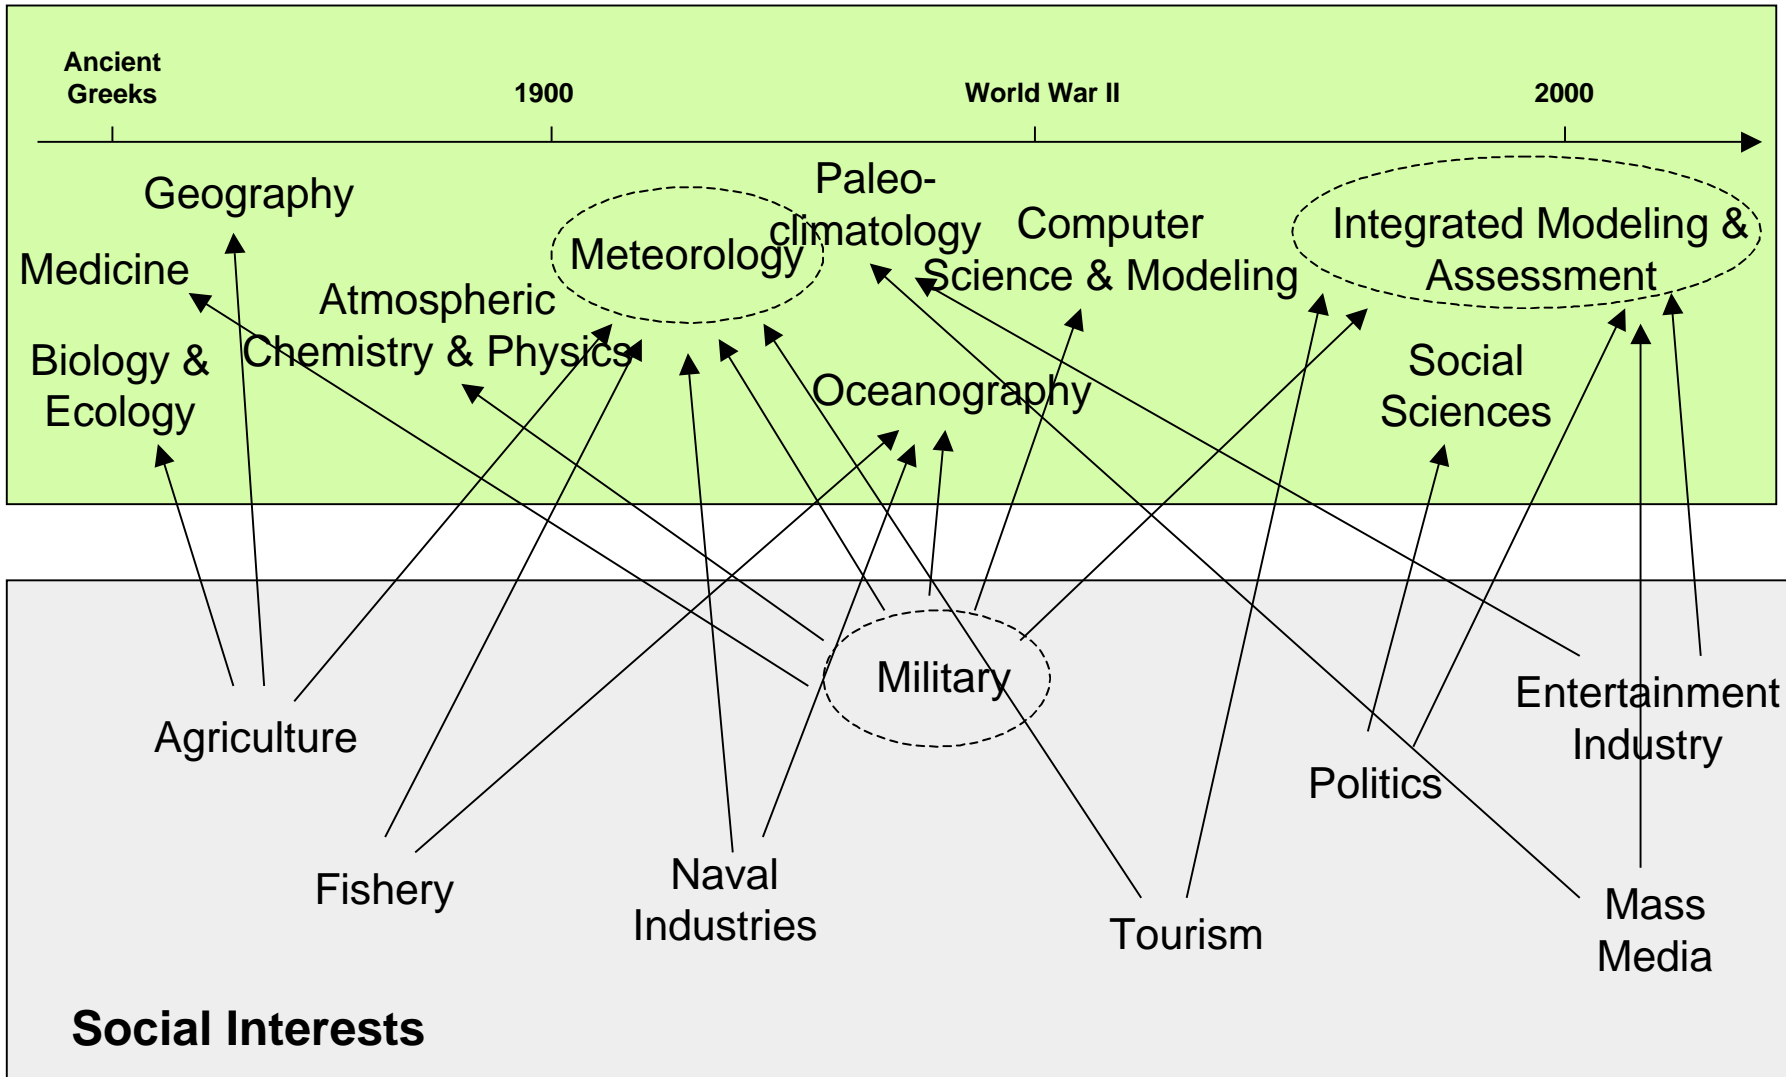 Ancient
Greeks
1900
World War II
2000
Geography
Medicine
Biology &
Ecology
Atmospheric
Chemistry & Physics
Meteorology
Paleo-
climatology
Computer
Science & Modeling
Oceanography
Integrated Modeling &
Assessment
Social
Sciences
Military
Agriculture
Entertainment
Industry
Politics
Fishery
Naval
Industries
Tourism
Mass
Media
Social Interests